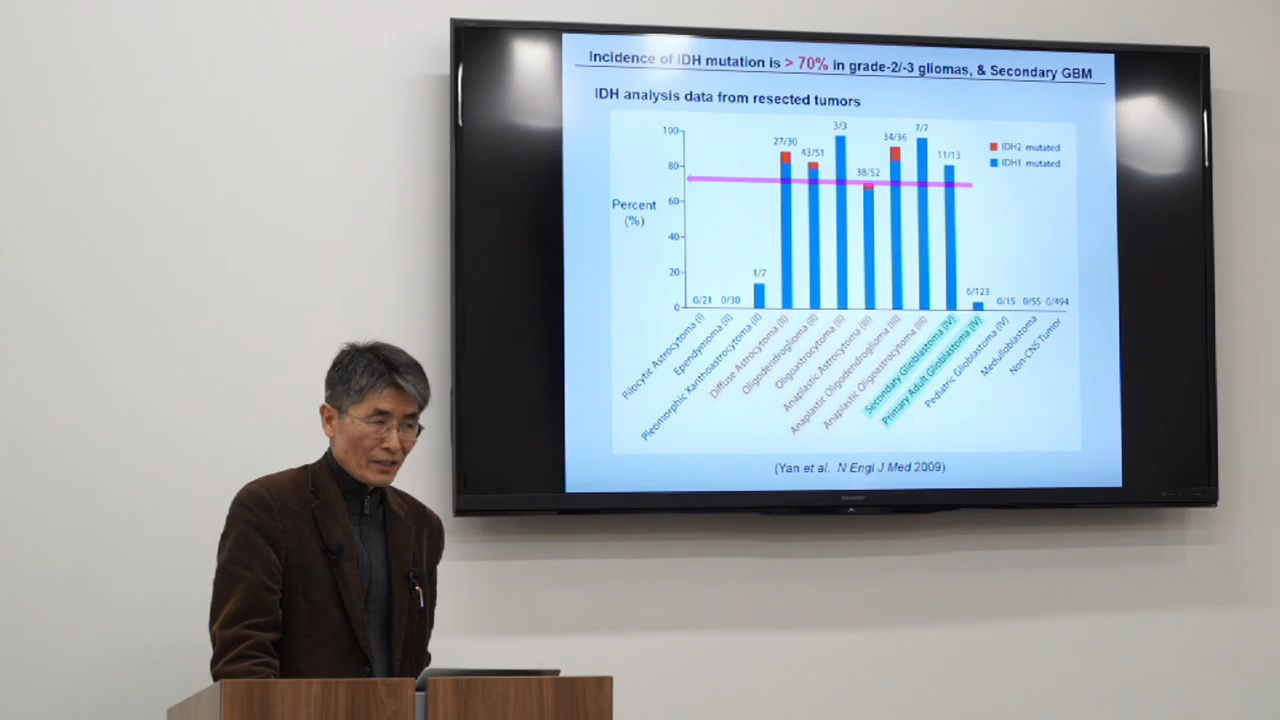 Incidence of IDH mutation is > 70% in grade-2/-3 gliomas, & Secondary GBM
IDH analysis data from resected tumors
100
80
60
40
20
0
Percent
(%)
0/21
0/30
1/7
27/30
43/51
3/3
38/52
34/36
7/7
11/13
6/123
0/15
0/55
0/494
IDH2 mutated
IDH1 mutated
Pilocytic Astrocytoma (I)
Ependymoma (II)
Pleomorphic Xanthoastrocytoma (II)
Diffuse Astrocytoma (II)
Oligodendroglioma (II)
Oligoastrocytoma (II)
Anaplastic Astrocytoma (III)
Anaplastic Oligodendroglioma (III)
Anaplastic Oligoastrocytoma (III)
Secondary Glioblastoma (IV)
Primary Adult Glioblastoma (IV)
Pediatric Glioblastoma (IV)
Medulloblastoma
Non-CNS Tumor
(Yan et al. N Engl J Med 2009)
SHARP